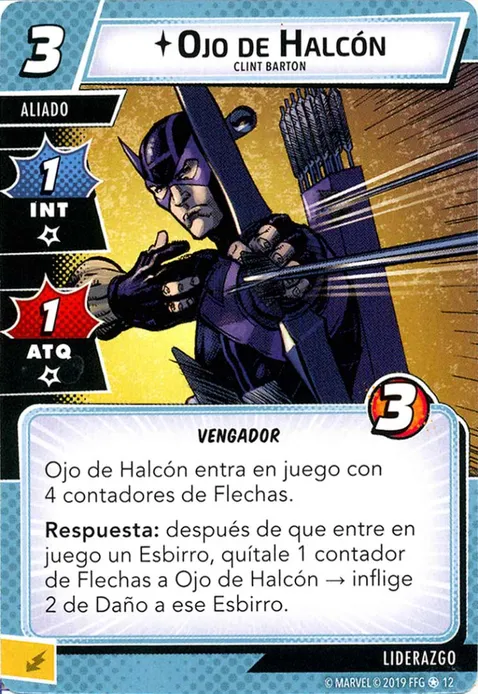 3
OJO DE HALCÓN
CLINT BARTON
ALIADO
1
INT
1
ATQ
3
VENGADOR
Ojo de Halcón entra en juego con
4 contadores de Flechas.
Respuesta: después de que entre en
juego un Esbirro, quítale 1 contador
de Flechas a Ojo de Halcón → inflige
2 de Daño a ese Esbirro.
LIDERAZGO
© MARVEL © 2019 FFG 12